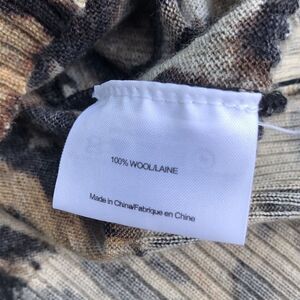 100% WOOL/LAINE
Made in China/Fabrique en Chine